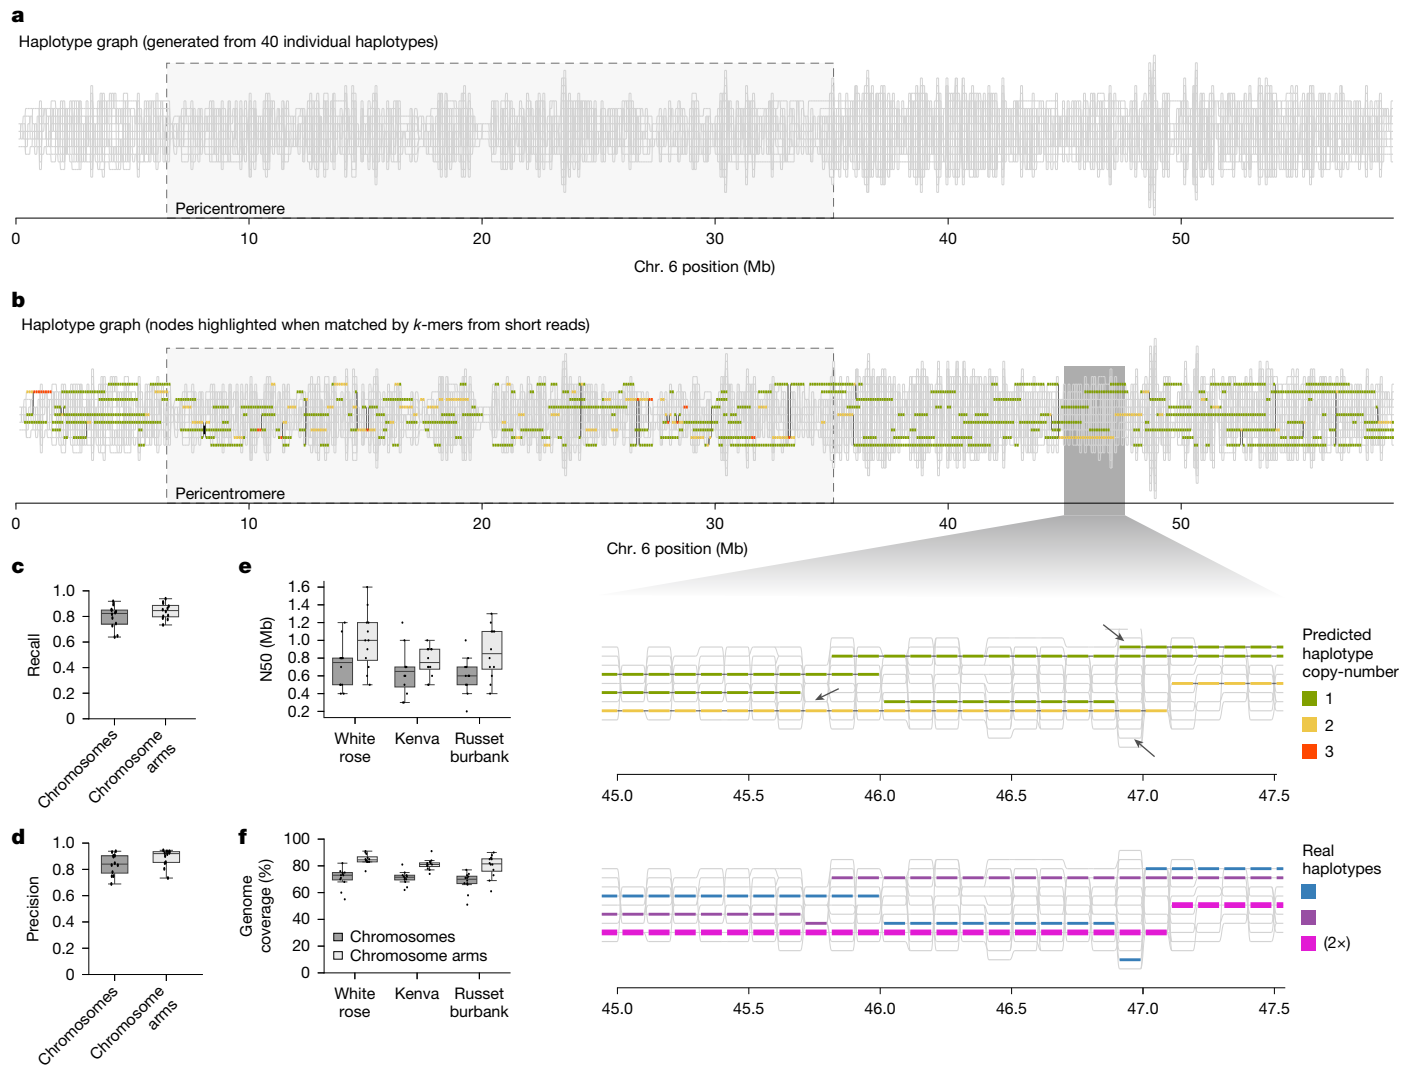 a
Haplotype graph (generated from 40 individual haplotypes)
Pericentromere
0 10 20 30 40 50
Chr. 6 position (Mb)
b
Haplotype graph (nodes highlighted when matched by k-mers from short reads)
Pericentromere
0 10 20 30 40 50
Chr. 6 position (Mb)
c
Recall
1.0
0.8
0.6
0.4
0.2
0
Chromosomes
Chromosome arms
e
N50 (Mb)
1.6
1.4
1.2
1.0
0.8
0.6
0.4
0.2
White rose
Kenva
Russet burbank
Predicted
haplotype
copy-number
1
2
3
45.0 45.5 46.0 46.5 47.0 47.5
d
Precision
1.0
0.8
0.6
0.4
0.2
0
Chromosomes
Chromosome arms
f
Genome coverage (%)
100
80
60
40
20
0
Chromosomes
Chromosome arms
White rose
Kenva
Russet burbank
Real
haplotypes
(2×)
45.0 45.5 46.0 46.5 47.0 47.5